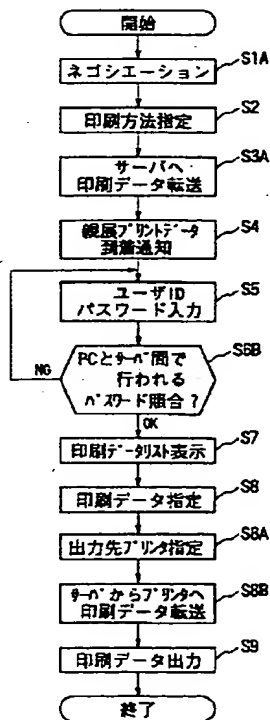 開始
S1A
ネゴシエーション
S2
印刷方法指定
S3A
サーバへ
印刷データ転送
S4
親展プリントデータ
到着通知
S5
ユーザID
パスワード入力
S6B
PCとサーバ間で
行われる
パスワード照合?
NG
OK
S7
印刷データリスト表示
S8
印刷データ指定
S8A
出力先プリンタ指定
S8B
サーバからプリンタへ
印刷データ転送
S9
印刷データ出力
終了